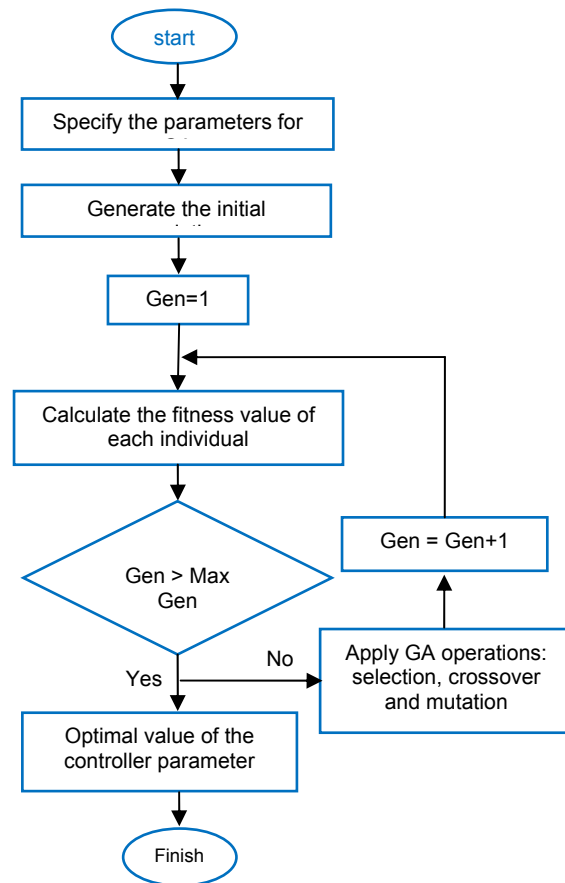 start
Specify the parameters for
Generate the initial
Gen=1
Calculate the fitness value of
each individual
Gen > Max
Gen
Gen = Gen+1
No
Yes
Apply GA operations:
selection, crossover
and mutation
Optimal value of the
controller parameter
Finish